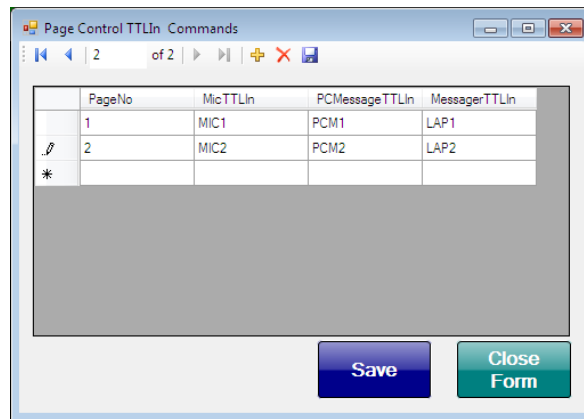 Page Control TTLIn Commands
2 of 2
PageNo MicTTLIn PCMessageTTLIn MessagerTTLIn
1 MIC1 PCM1 LAP1
2 MIC2 PCM2 LAP2
Save
Close
Form